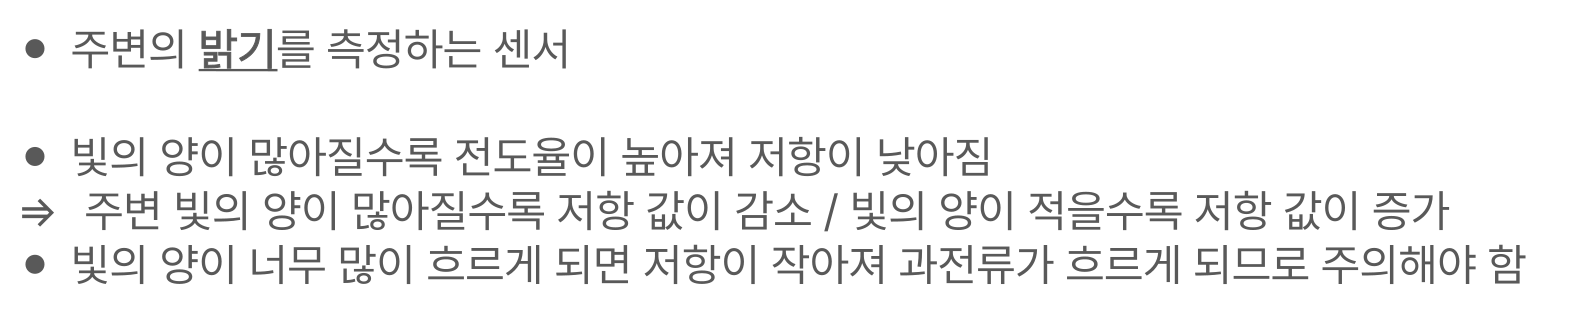 ● 주변의 밝기를 측정하는 센서
● 빛의 양이 많아질수록 전도율이 높아져 저항이 낮아짐
⇒ 주변 빛의 양이 많아질수록 저항 값이 감소 / 빛의 양이 적을수록 저항 값이 증가
● 빛의 양이 너무 많이 흐르게 되면 저항이 작아져 과전류가 흐르게 되므로 주의해야 함